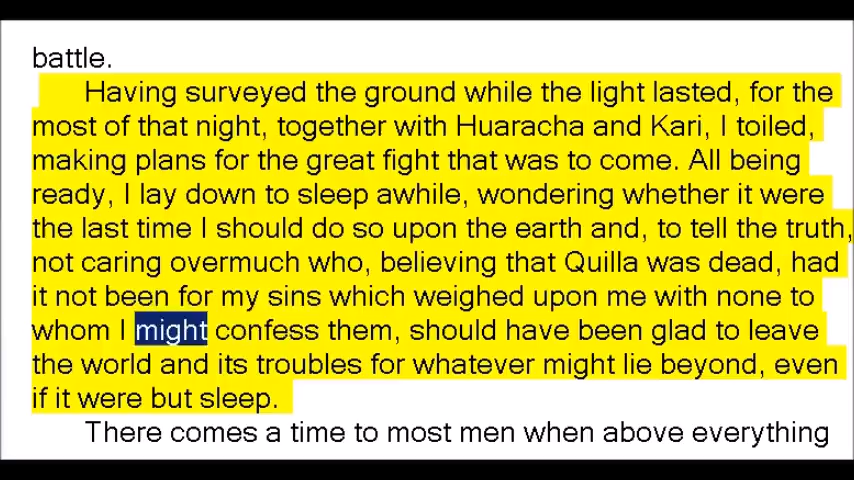 battle.
Having surveyed the ground while the light lasted, for the
most of that night, together with Huaracha and Kari, I toiled,
making plans for the great fight that was to come. All being
ready, I lay down to sleep awhile, wondering whether it were
the last time I should do so upon the earth and, to tell the truth,
not caring overmuch who, believing that Quilla was dead, had
it not been for my sins which weighed upon me with none to
whom I might confess them, should have been glad to leave
the world and its troubles for whatever might lie beyond, even
if it were but sleep.
There comes a time to most men when above everything